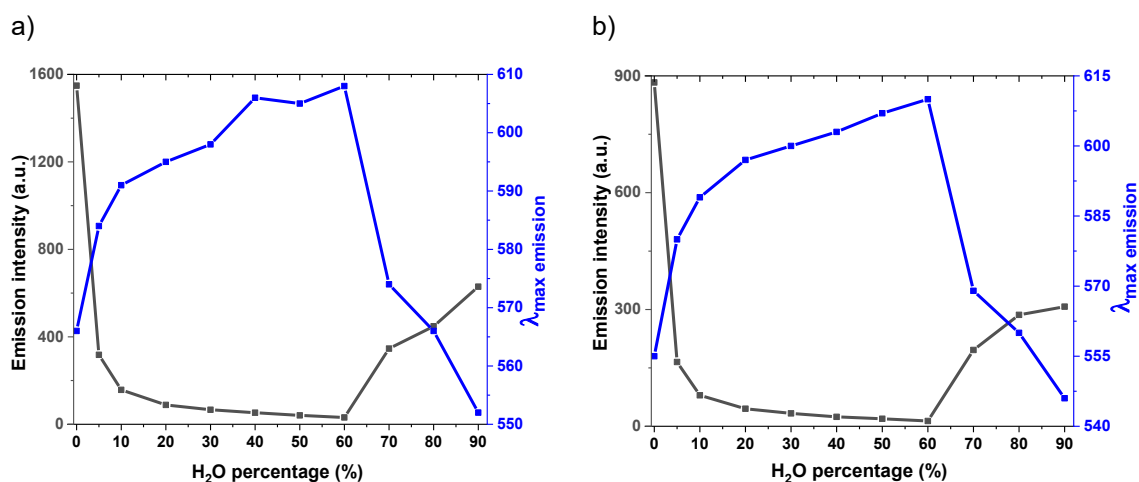 a)
b)
1600
1200
800
400
0
Emission intensity (a.u.)
610
600
590
580
570
560
550
λmax emission
0 10 20 30 40 50 60 70 80 90
H2O percentage (%)
900
600
300
0
Emission intensity (a.u.)
615
600
585
570
555
540
λmax emission
0 10 20 30 40 50 60 70 80 90
H2O percentage (%)